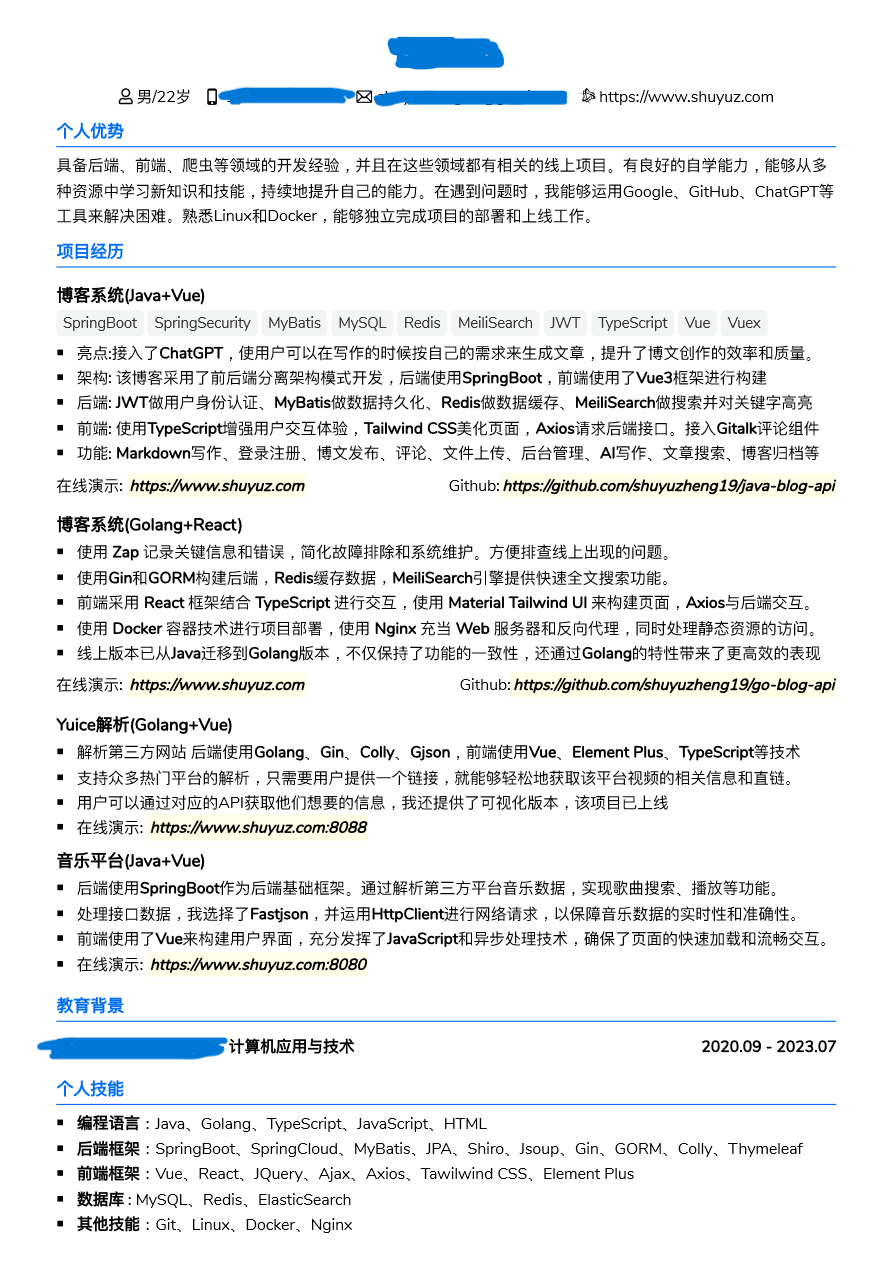 男/22岁 https://www.shuyuz.com
个人优势
具备后端、前端、爬虫等领域的开发经验，并且在这些领域都有相关的线上项目。有良好的自学能力，能够从多
种资源中学习新知识和技能，持续地提升自己的能力。在遇到问题时，我能够运用Google、GitHub、ChatGPT等
工具来解决困难。熟悉Linux和Docker，能够独立完成项目的部署和上线工作。
项目经历
博客系统(Java+Vue)
SpringBoot SpringSecurity MyBatis MySQL Redis MeiliSearch JWT TypeScript Vue Vuex
▪ 亮点:接入了ChatGPT，使用户可以在写作的时候按自己的需求来生成文章，提升了博文创作的效率和质量。
▪ 架构: 该博客采用了前后端分离架构模式开发，后端使用SpringBoot，前端使用了Vue3框架进行构建
▪ 后端: JWT做用户身份认证、MyBatis做数据持久化、Redis做数据缓存、MeiliSearch做搜索并对关键字高亮
▪ 前端: 使用TypeScript增强用户交互体验，Tailwind CSS美化页面，Axios请求后端接口。接入Gitalk评论组件
▪ 功能: Markdown写作、登录注册、博文发布、评论、文件上传、后台管理、AI写作、文章搜索、博客归档等
在线演示: https://www.shuyuz.com Github: https://github.com/shuyuzheng19/java-blog-api
博客系统(Golang+React)
▪ 使用 Zap 记录关键信息和错误，简化故障排除和系统维护。方便排查线上出现的问题。
▪ 使用Gin和GORM构建后端，Redis缓存数据，MeiliSearch引擎提供快速全文搜索功能。
▪ 前端采用 React 框架结合 TypeScript 进行交互，使用 Material Tailwind UI 来构建页面，Axios与后端交互。
▪ 使用 Docker 容器技术进行项目部署，使用 Nginx 充当 Web 服务器和反向代理，同时处理静态资源的访问。
▪ 线上版本已从Java迁移到Golang版本，不仅保持了功能的一致性，还通过Golang的特性带来了更高效的表现
在线演示: https://www.shuyuz.com Github: https://github.com/shuyuzheng19/go-blog-api
Yuice解析(Golang+Vue)
▪ 解析第三方网站 后端使用Golang、Gin、Colly、Gjson，前端使用Vue、Element Plus、TypeScript等技术
▪ 支持众多热门平台的解析，只需要用户提供一个链接，就能够轻松地获取该平台视频的相关信息和直链。
▪ 用户可以通过对应的API获取他们想要的信息，我还提供了可视化版本，该项目已上线
▪ 在线演示: https://www.shuyuz.com:8088
音乐平台(Java+Vue)
▪ 后端使用SpringBoot作为后端基础框架。通过解析第三方平台音乐数据，实现歌曲搜索、播放等功能。
▪ 处理接口数据，我选择了Fastjson，并运用HttpClient进行网络请求，以保障音乐数据的实时性和准确性。
▪ 前端使用了Vue来构建用户界面，充分发挥了JavaScript和异步处理技术，确保了页面的快速加载和流畅交互。
▪ 在线演示: https://www.shuyuz.com:8080
教育背景
计算机应用与技术 2020.09 - 2023.07
个人技能
▪ 编程语言：Java、Golang、TypeScript、JavaScript、HTML
▪ 后端框架：SpringBoot、SpringCloud、MyBatis、JPA、Shiro、Jsoup、Gin、GORM、Colly、Thymeleaf
▪ 前端框架：Vue、React、JQuery、Ajax、Axios、Tawilwind CSS、Element Plus
▪ 数据库 : MySQL、Redis、ElasticSearch
▪ 其他技能：Git、Linux、Docker、Nginx